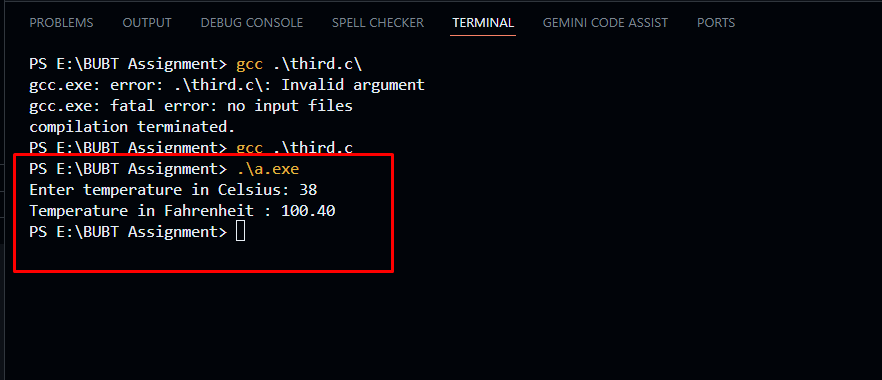 PROBLEMS OUTPUT DEBUG CONSOLE SPELL CHECKER TERMINAL GEMINI CODE ASSIST PORTS
PS E:\BUBT Assignment> gcc .\third.c\
gcc.exe: error: .\third.c\: Invalid argument
gcc.exe: fatal error: no input files
compilation terminated.
PS E:\BUBT Assignment> gcc .\third.c
PS E:\BUBT Assignment> .\a.exe
Enter temperature in Celsius: 38
Temperature in Fahrenheit : 100.40
PS E:\BUBT Assignment>